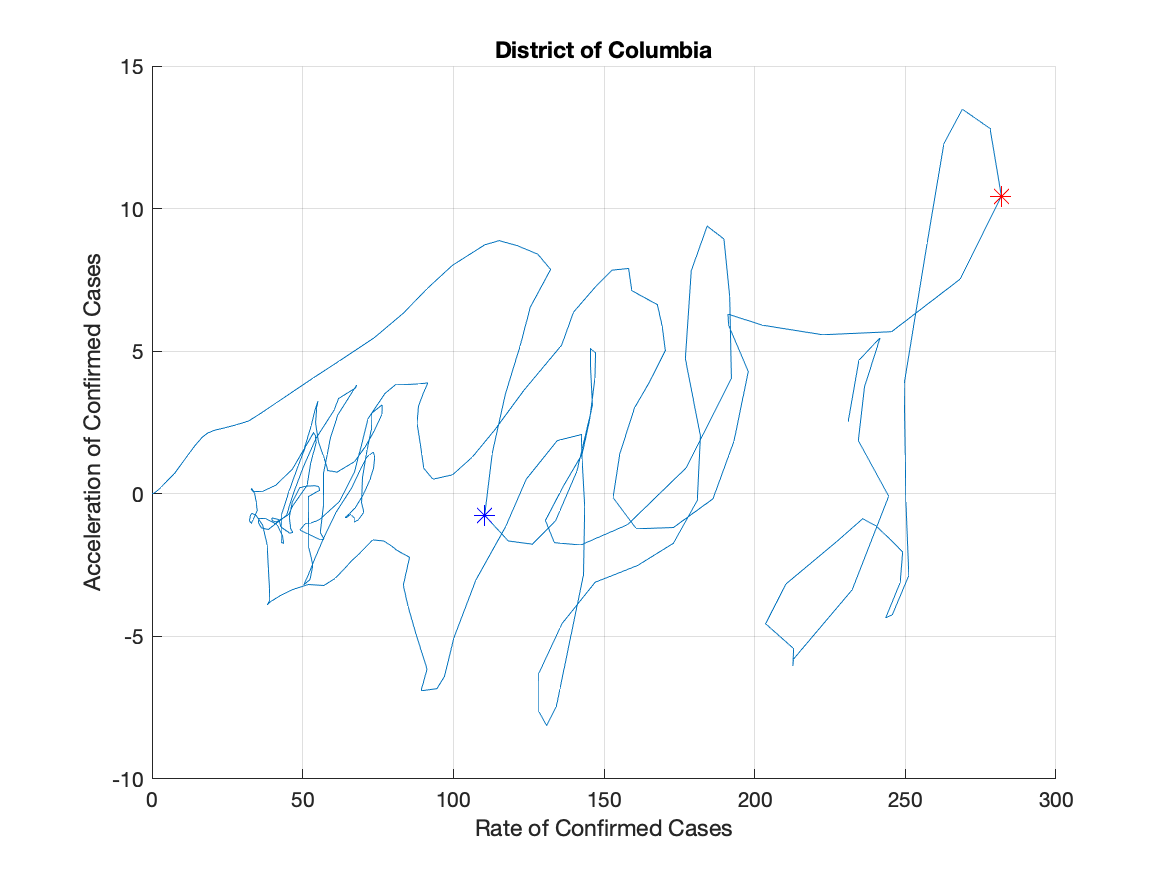 District of Columbia
15
10
5
0
-5
-10
0 50 100 150 200 250 300
Acceleration of Confirmed Cases
Rate of Confirmed Cases